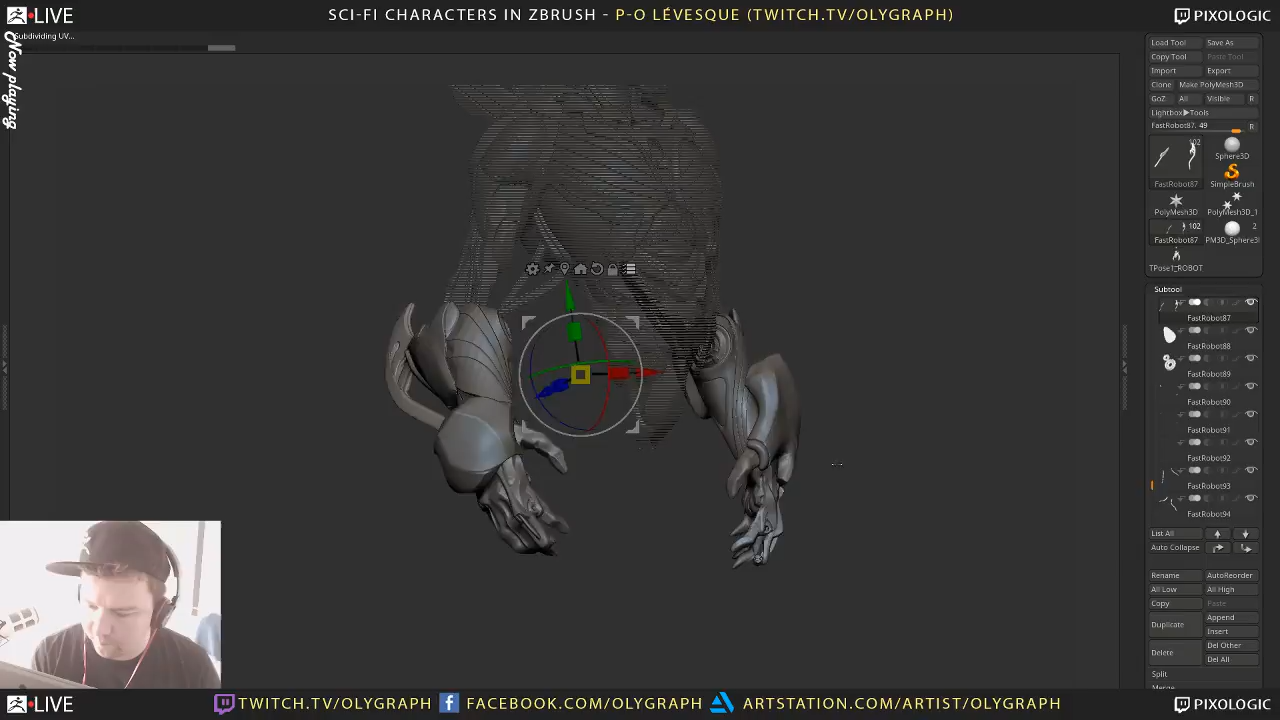 LIVE
SCI-FI CHARACTERS IN ZBRUSH - P-O LÉVESQUE (TWITCH.TV/OLYGRAPH)
PIXOLOGIC
Subdividing UV...
Now playing
Load Tool
Save As
Copy Tool
Paste Tool
Import
Export
Clone
Make PolyMesh3D
GoZ
All
Visible
R
Lightbox▶Tools
FastRobot87. 49
R
102
Sphere3D
SimpleBrush
PolyMesh3D
PolyMesh3D_1
102
2
TPose1_ROBOT
Subtool
FastRobot87
FastRobot88
FastRobot89
FastRobot90
FastRobot91
FastRobot92
FastRobot93
FastRobot94
List All
Auto Collapse
Rename
AutoReorder
All Low
All High
Copy
Paste
Duplicate
Append
Insert
Delete
Del Other
Del All
Split
Merge
LIVE
TWITCH.TV/OLYGRAPH
FACEBOOK.COM/OLYGRAPH
ARTSTATION.COM/OLYGRAPH
PIXOLOGIC